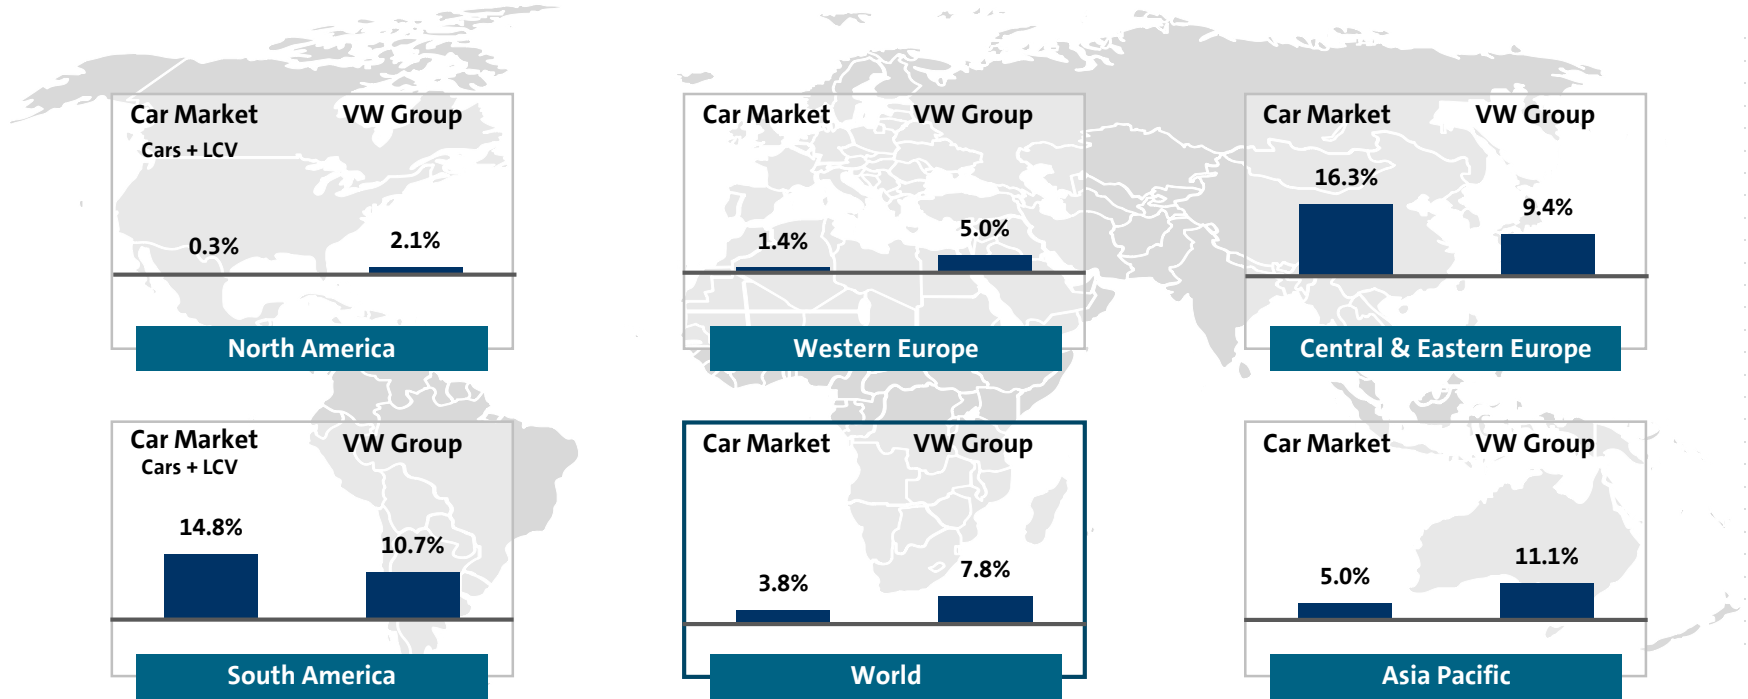 Car Market VW Group
Cars + LCV
0.3% 2.1%
North America
Car Market VW Group
1.4% 5.0%
Western Europe
Car Market VW Group
16.3% 9.4%
Central & Eastern Europe
Car Market VW Group
Cars + LCV
14.8% 10.7%
South America
Car Market VW Group
3.8% 7.8%
World
Car Market VW Group
5.0% 11.1%
Asia Pacific